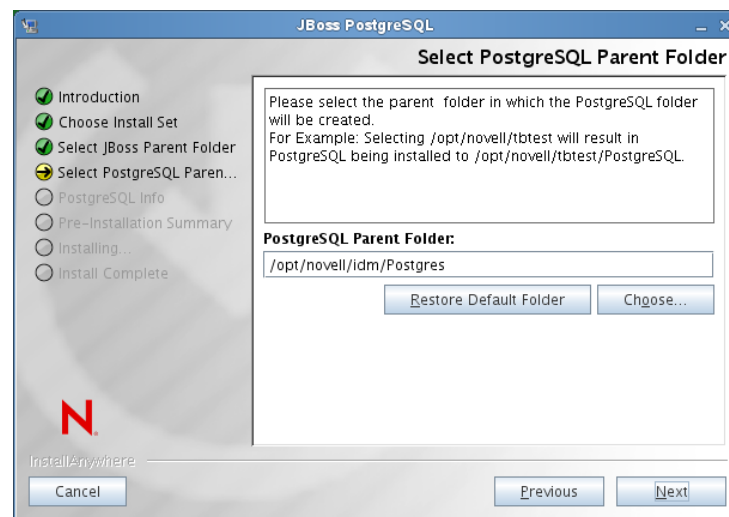 JBoss PostgreSQL
Select PostgreSQL Parent Folder
Introduction
Choose Install Set
Select JBoss Parent Folder
Select PostgreSQL Paren...
PostgreSQL Info
Pre-Installation Summary
Installing...
Install Complete
Please select the parent  folder in which the PostgreSQL folder
will be created.
For Example: Selecting /opt/novell/tbtest will result in
PostgreSQL being installed to /opt/novell/tbtest/PostgreSQL.
PostgreSQL Parent Folder:
/opt/novell/idm/Postgres
Restore Default Folder
Choose...
N
InstallAnywhere
Cancel
Previous
Next